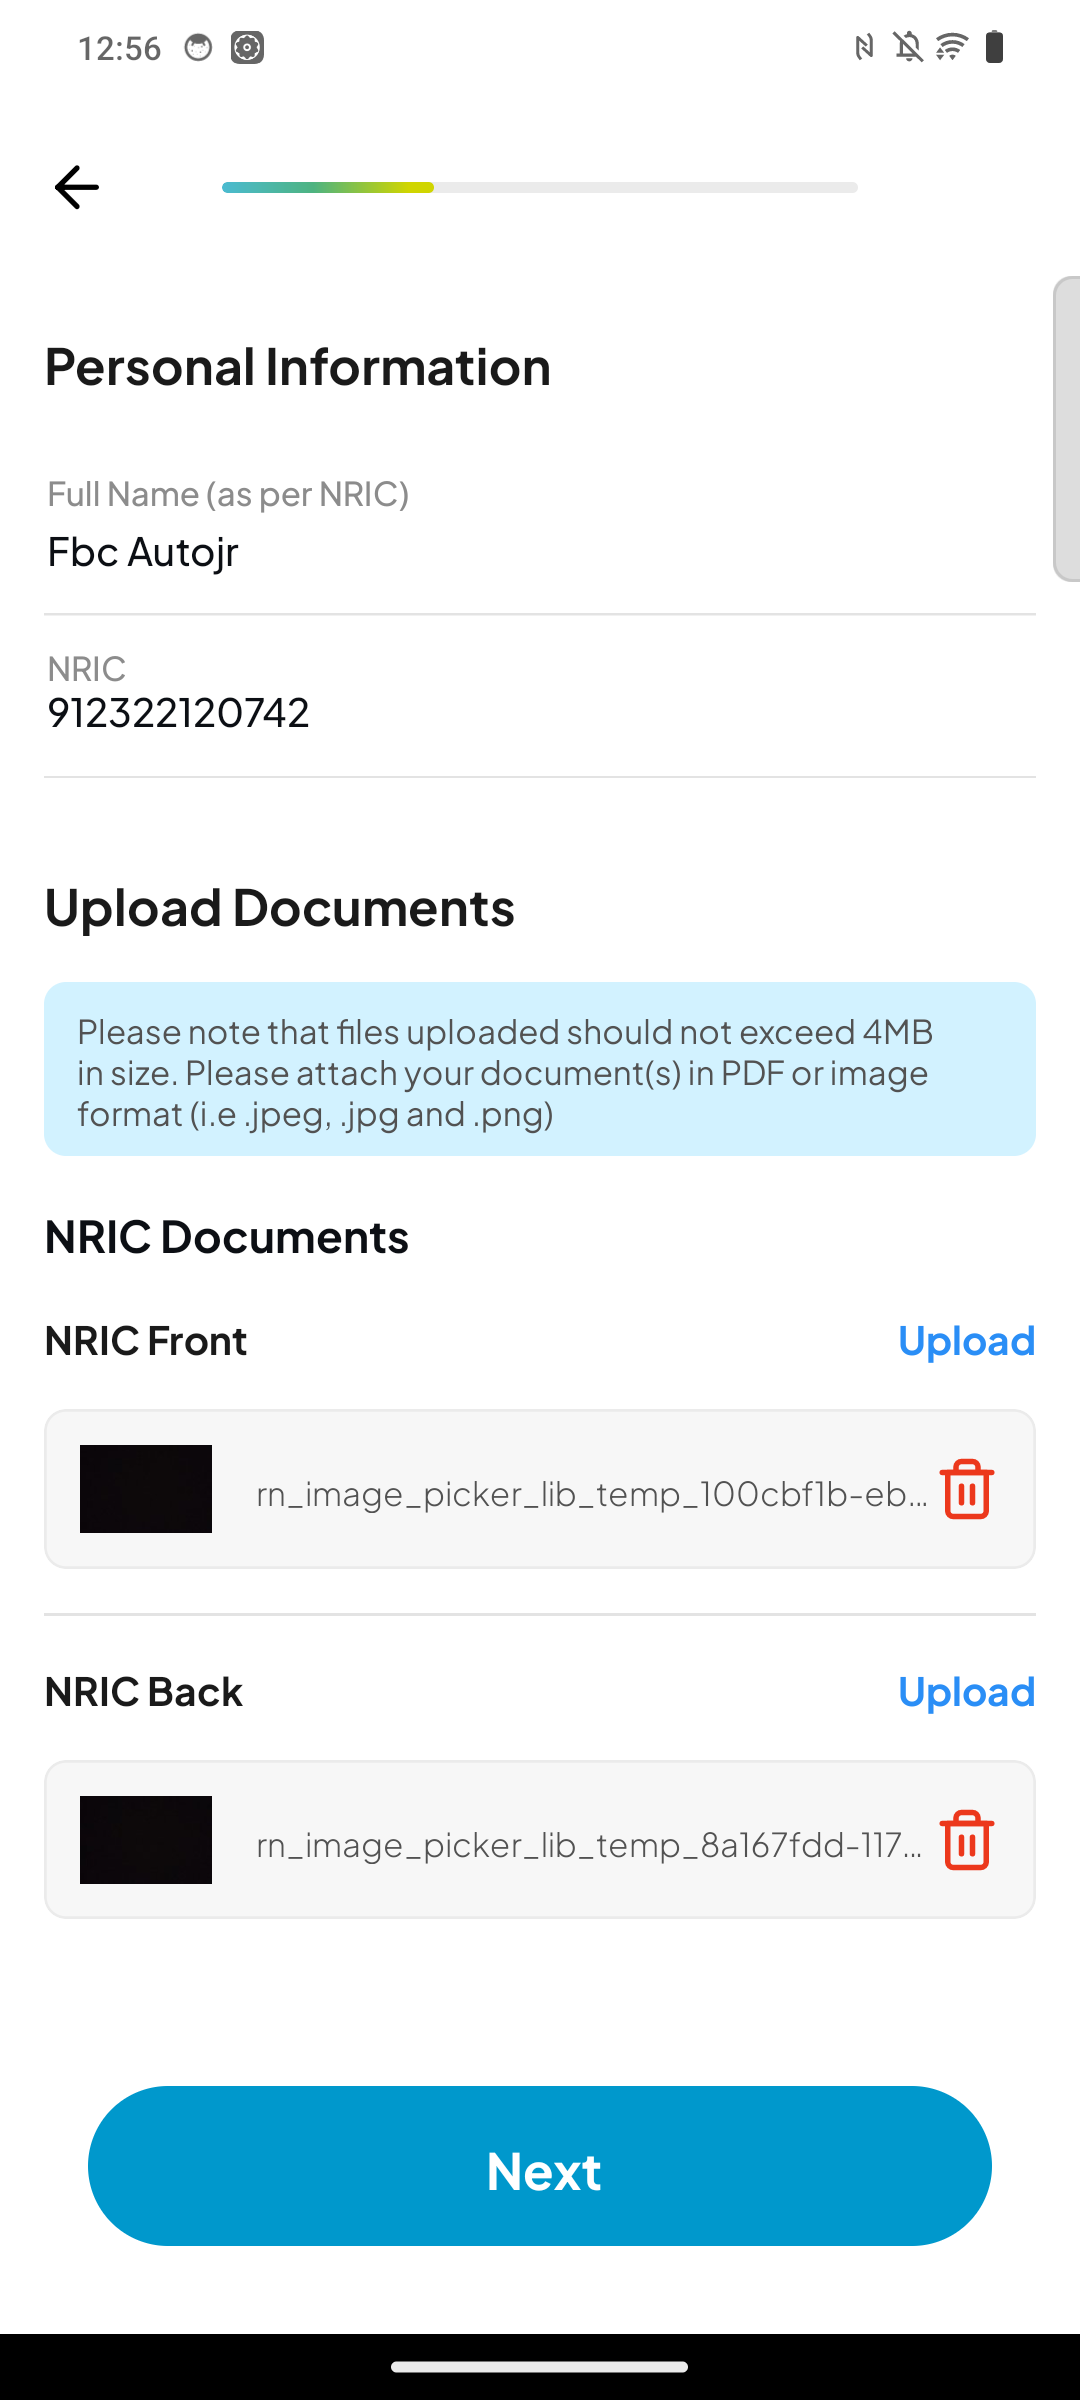 12:56
Personal Information
Full Name (as per NRIC)
Fbc Autojr
NRIC
912322120742
Upload Documents
Please note that files uploaded should not exceed 4MB
in size. Please attach your document(s) in PDF or image
format (i.e .jpeg, .jpg and .png)
NRIC Documents
NRIC Front
Upload
rn_image_picker_lib_temp_100cbf1b-eb...
NRIC Back
Upload
rn_image_picker_lib_temp_8a167fdd-117...
Next